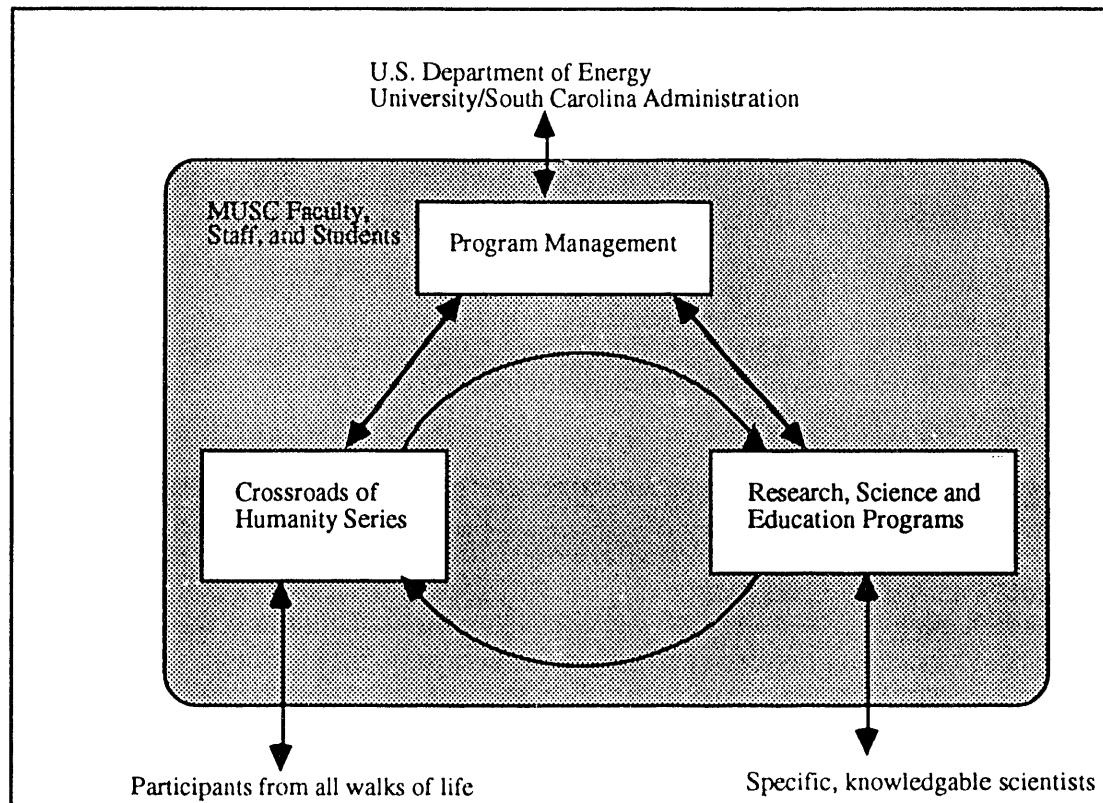 U.S. Department of Energy
University/South Carolina Administration
MUSC Faculty,
Staff, and Students
Program Management
Crossroads of
Humanity Series
Research, Science and
Education Programs
Participants from all walks of life
Specific, knowledgable scientists